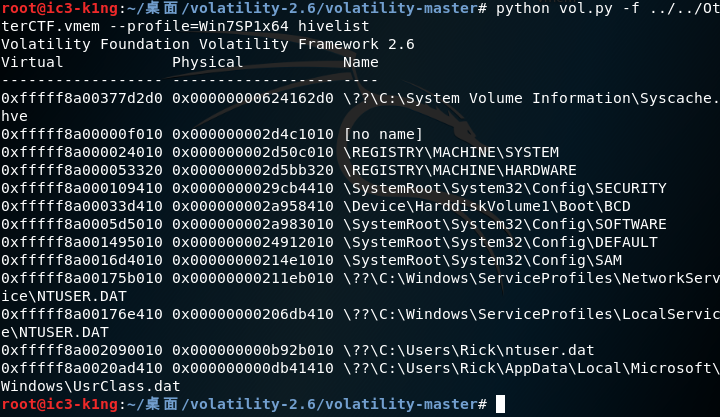 root@ic3-k1ng:~/桌面/volatility-2.6/volatility-master# python vol.py -f ../../Ot
terCTF.vmem --profile=Win7SP1x64 hivelist
Volatility Foundation Volatility Framework 2.6
Virtual            Physical           Name
------------------ ------------------ ----
0xfffff8a00377d2d0 0x00000000624162d0 \??\C:\System Volume Information\Syscache.
hve
0xfffff8a00000f010 0x000000002d4c1010 [no name]
0xfffff8a000024010 0x000000002d50c010 \REGISTRY\MACHINE\SYSTEM
0xfffff8a000053320 0x000000002d5bb320 \REGISTRY\MACHINE\HARDWARE
0xfffff8a000109410 0x0000000029cb4410 \SystemRoot\System32\Config\SECURITY
0xfffff8a00033d410 0x000000002a958410 \Device\HarddiskVolume1\Boot\BCD
0xfffff8a0005d5010 0x000000002a983010 \SystemRoot\System32\Config\SOFTWARE
0xfffff8a001495010 0x0000000024912010 \SystemRoot\System32\Config\DEFAULT
0xfffff8a0016d4010 0x00000000214e1010 \SystemRoot\System32\Config\SAM
0xfffff8a00175b010 0x00000000211eb010 \??\C:\Windows\ServiceProfiles\NetworkServ
ice\NTUSER.DAT
0xfffff8a00176e410 0x00000000206db410 \??\C:\Windows\ServiceProfiles\LocalServic
e\NTUSER.DAT
0xfffff8a002090010 0x000000000b92b010 \??\C:\Users\Rick\ntuser.dat
0xfffff8a0020ad410 0x000000000db41410 \??\C:\Users\Rick\AppData\Local\Microsoft\
Windows\UsrClass.dat
root@ic3-k1ng:~/桌面/volatility-2.6/volatility-master#